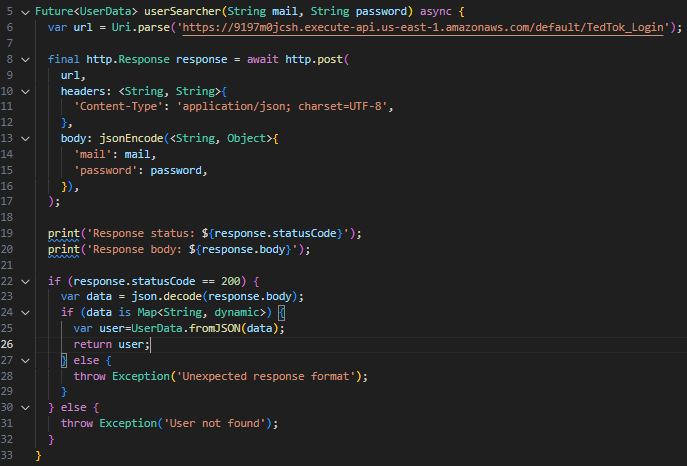 5 Future<UserData> userSearcher(String mail, String password) async {
6   var url = Uri.parse('https://9197m0jcsh.execute-api.us-east-1.amazonaws.com/default/TedTok_Login');
7
8   final http.Response response = await http.post(
9     url,
10     headers: <String, String>{
11       'Content-Type': 'application/json; charset=UTF-8',
12     },
13     body: jsonEncode(<String, Object>{
14       'mail': mail,
15       'password': password,
16     }),
17   );
18
19   print('Response status: ${response.statusCode}');
20   print('Response body: ${response.body}');
21
22   if (response.statusCode == 200) {
23     var data = json.decode(response.body);
24     if (data is Map<String, dynamic>) {
25       var user=UserData.fromJSON(data);
26       return user;
27     } else {
28       throw Exception('Unexpected response format');
29     }
30   } else {
31     throw Exception('User not found');
32   }
33 }